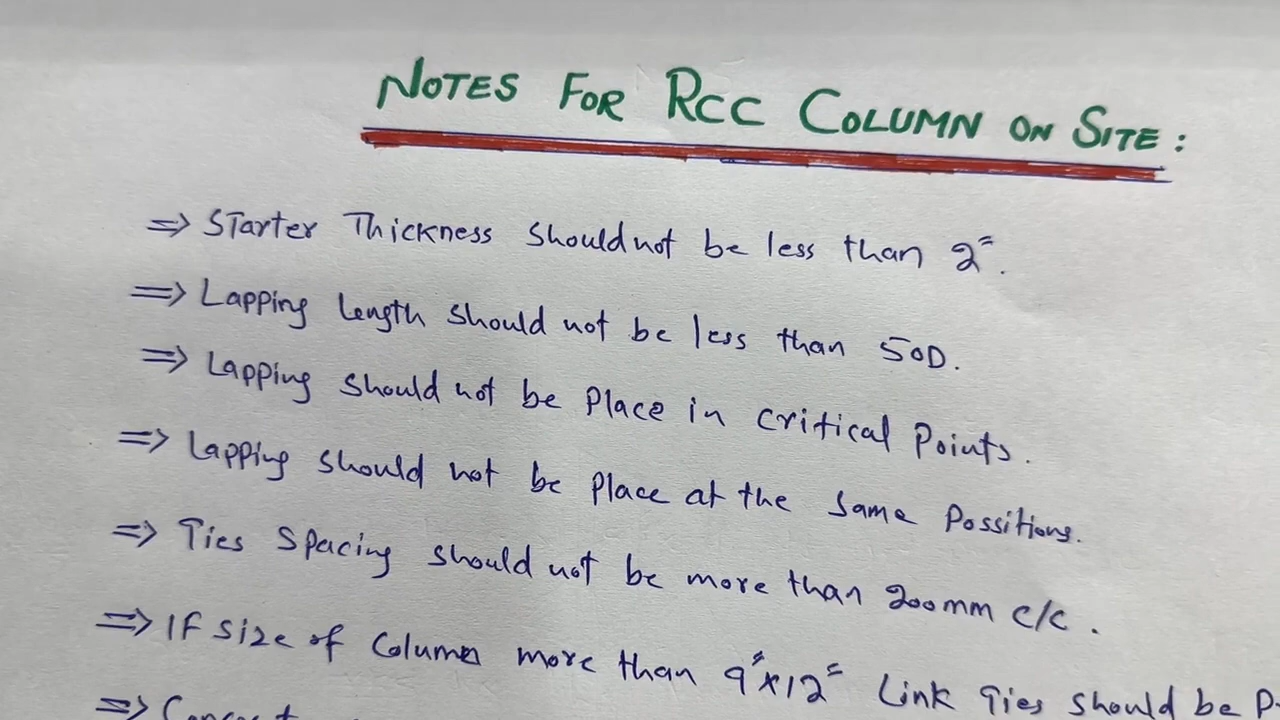 NOTES FOR RCC COLUMN ON SITE:
=> Starter Thickness should not be less than 2".
=> Lapping length should not be less than 50D.
=> Lapping should not be Place in critical Points.
=> Lapping should not be Place at the same Possitions.
=> Ties Spacing should not be more than 200mm c/c.
=> IF size of Column more than 9"x12" Link Ties should be
=>